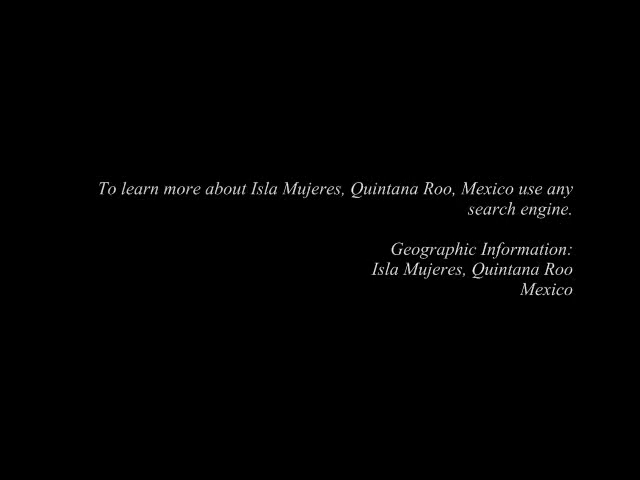 To learn more about Isla Mujeres, Quintana Roo, Mexico use any
search engine.
Geographic Information:
Isla Mujeres, Quintana Roo
Mexico